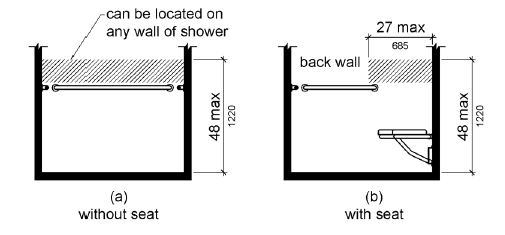 can be located on
any wall of shower
27 max
685
back wall
48 max
1220
48 max
1220
(a)
without seat
(b)
with seat